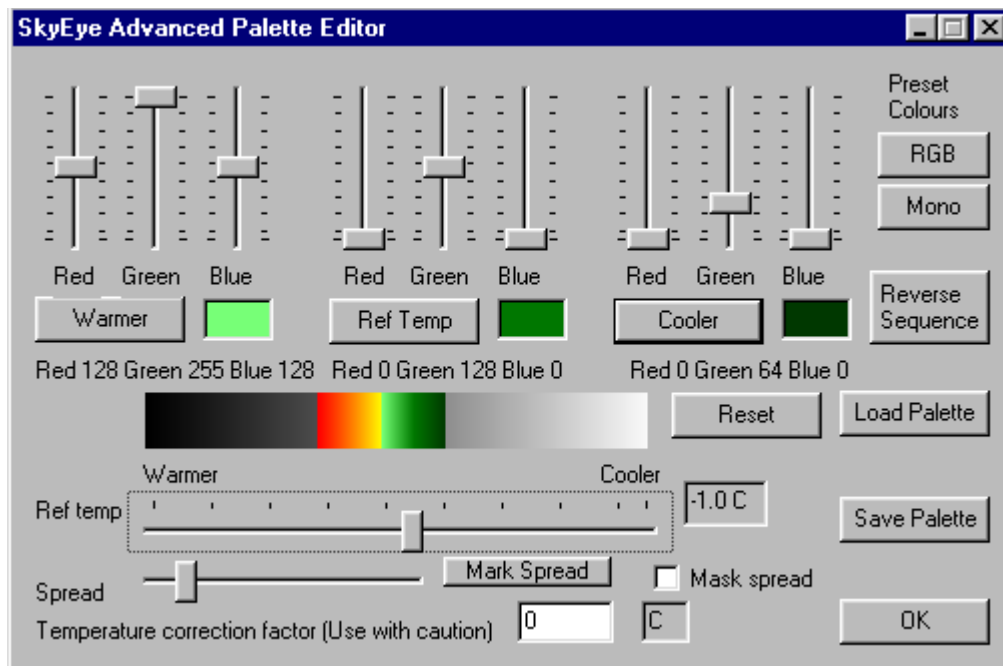 SkyEye Advanced Palette Editor
Preset
Colours
RGB
Mono
Red Green Blue
Red Green Blue
Red Green Blue
Warmer
Ref Temp
Cooler
Reverse
Sequence
Red 128 Green 255 Blue 128
Red 0 Green 128 Blue 0
Red 0 Green 64 Blue 0
Reset
Load Palette
Warmer
Cooler
Ref temp
-1.0 C
Save Palette
Spread
Mark Spread
Mask spread
Temperature correction factor (Use with caution)
0
C
OK